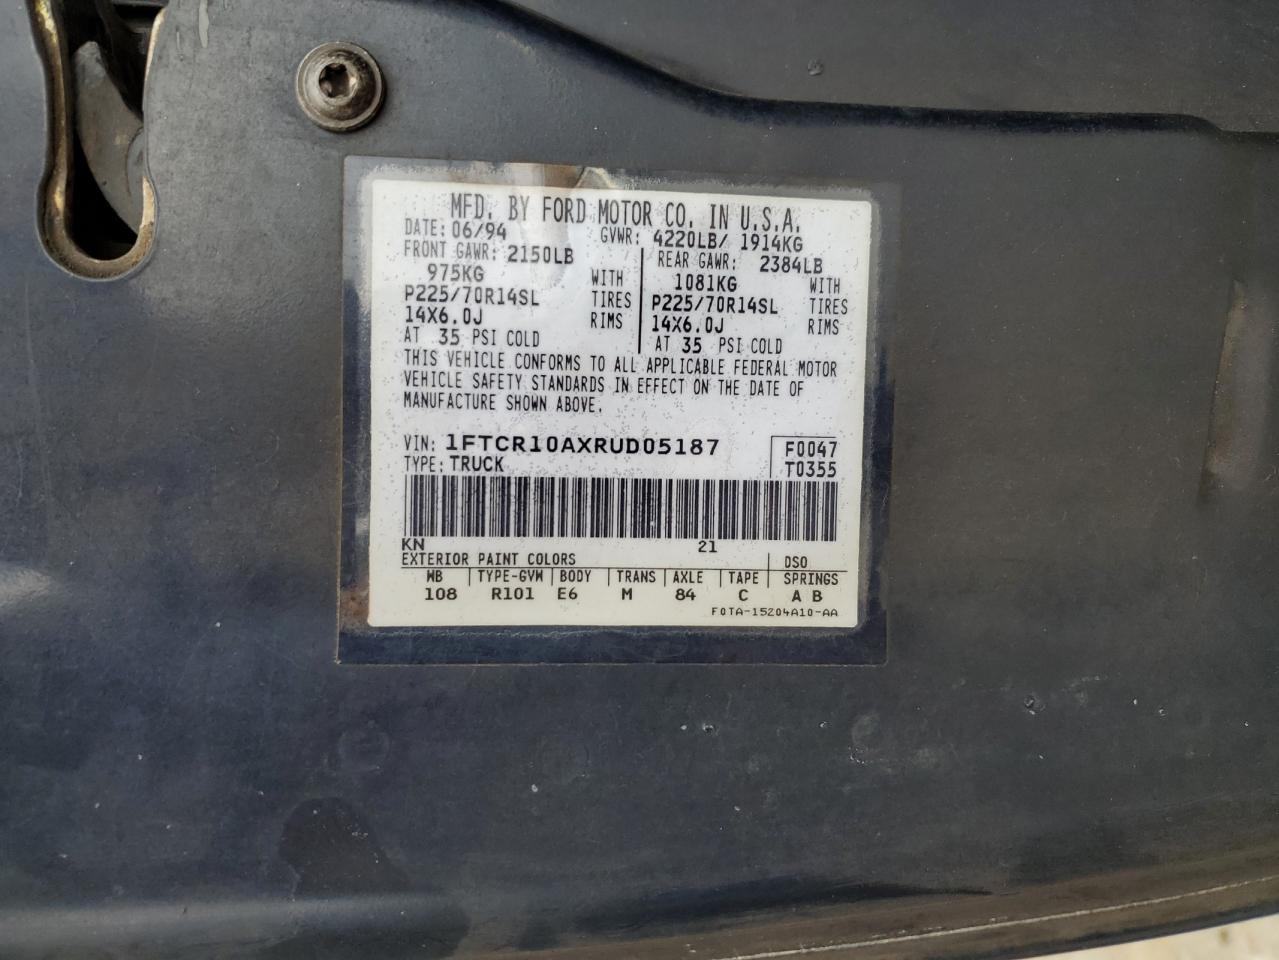 MFD. BY FORD MOTOR CO. IN U.S.A.
DATE: 06/94 GVWR: 4220LB/ 1914KG
FRONT GAWR: 2150LB REAR GAWR: 2384LB
975KG WITH 1081KG WITH
P225/70R14SL TIRES P225/70R14SL TIRES
14X6.0J RIMS 14X6.0J RIMS
AT 35 PSI COLD AT 35 PSI COLD
THIS VEHICLE CONFORMS TO ALL APPLICABLE FEDERAL MOTOR
VEHICLE SAFETY STANDARDS IN EFFECT ON THE DATE OF
MANUFACTURE SHOWN ABOVE.
VIN: 1FTCR10AXRUD05187 F0047
TYPE: TRUCK T0355
KN 21
EXTERIOR PAINT COLORS DSO
WB TYPE-GVW BODY TRANS AXLE TAPE SPRINGS
108 R101 E6 M 84 C A B
F0TA-15204A10-AA